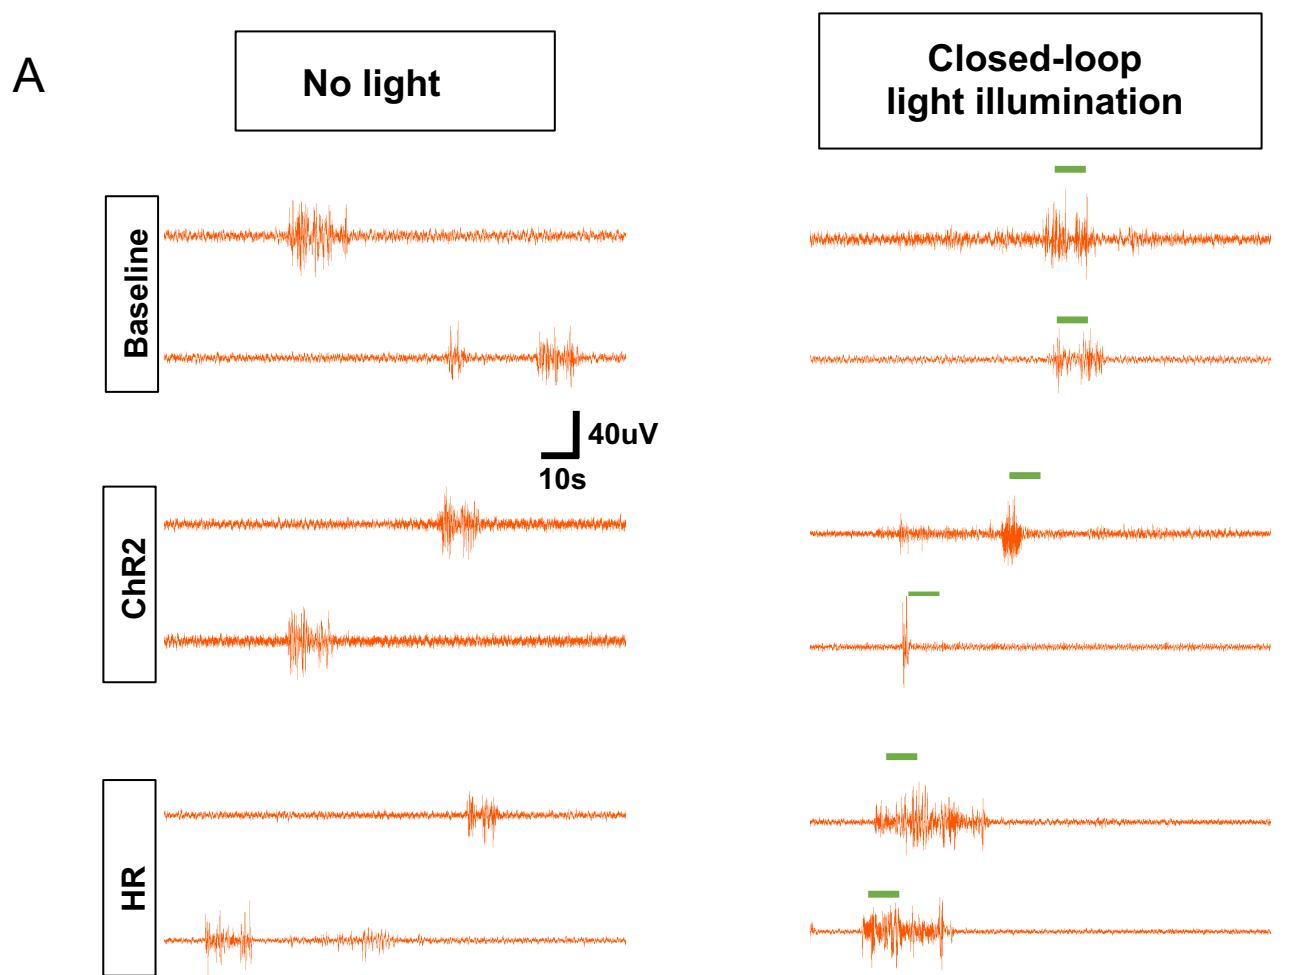 A
No light
Closed-loop
light illumination
Baseline
40uV
10s
ChR2
HR